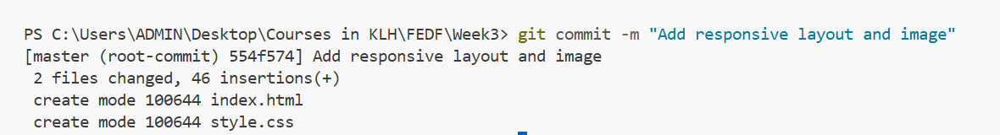 PS C:\Users\ADMIN\Desktop\Courses in KLH\FEDF\Week3> git commit -m "Add responsive layout and image"
[master (root-commit) 554f574] Add responsive layout and image
 2 files changed, 46 insertions(+)
 create mode 100644 index.html
 create mode 100644 style.css